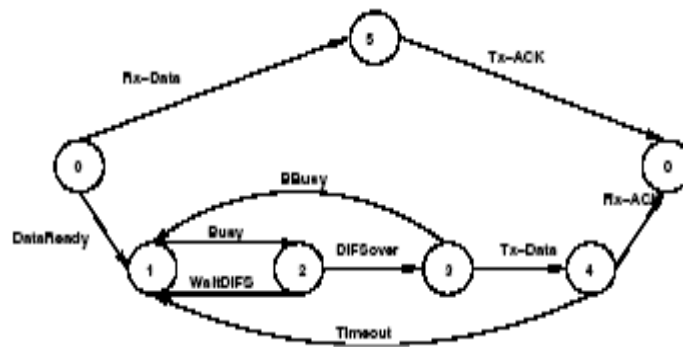 5
Rx-Data
Tx-ACK
0
0
BBusy
Rx-ACK
DataReady
Busy
DIFSover
Tx-Data
1
2
3
4
WaitDIFS
Timeout